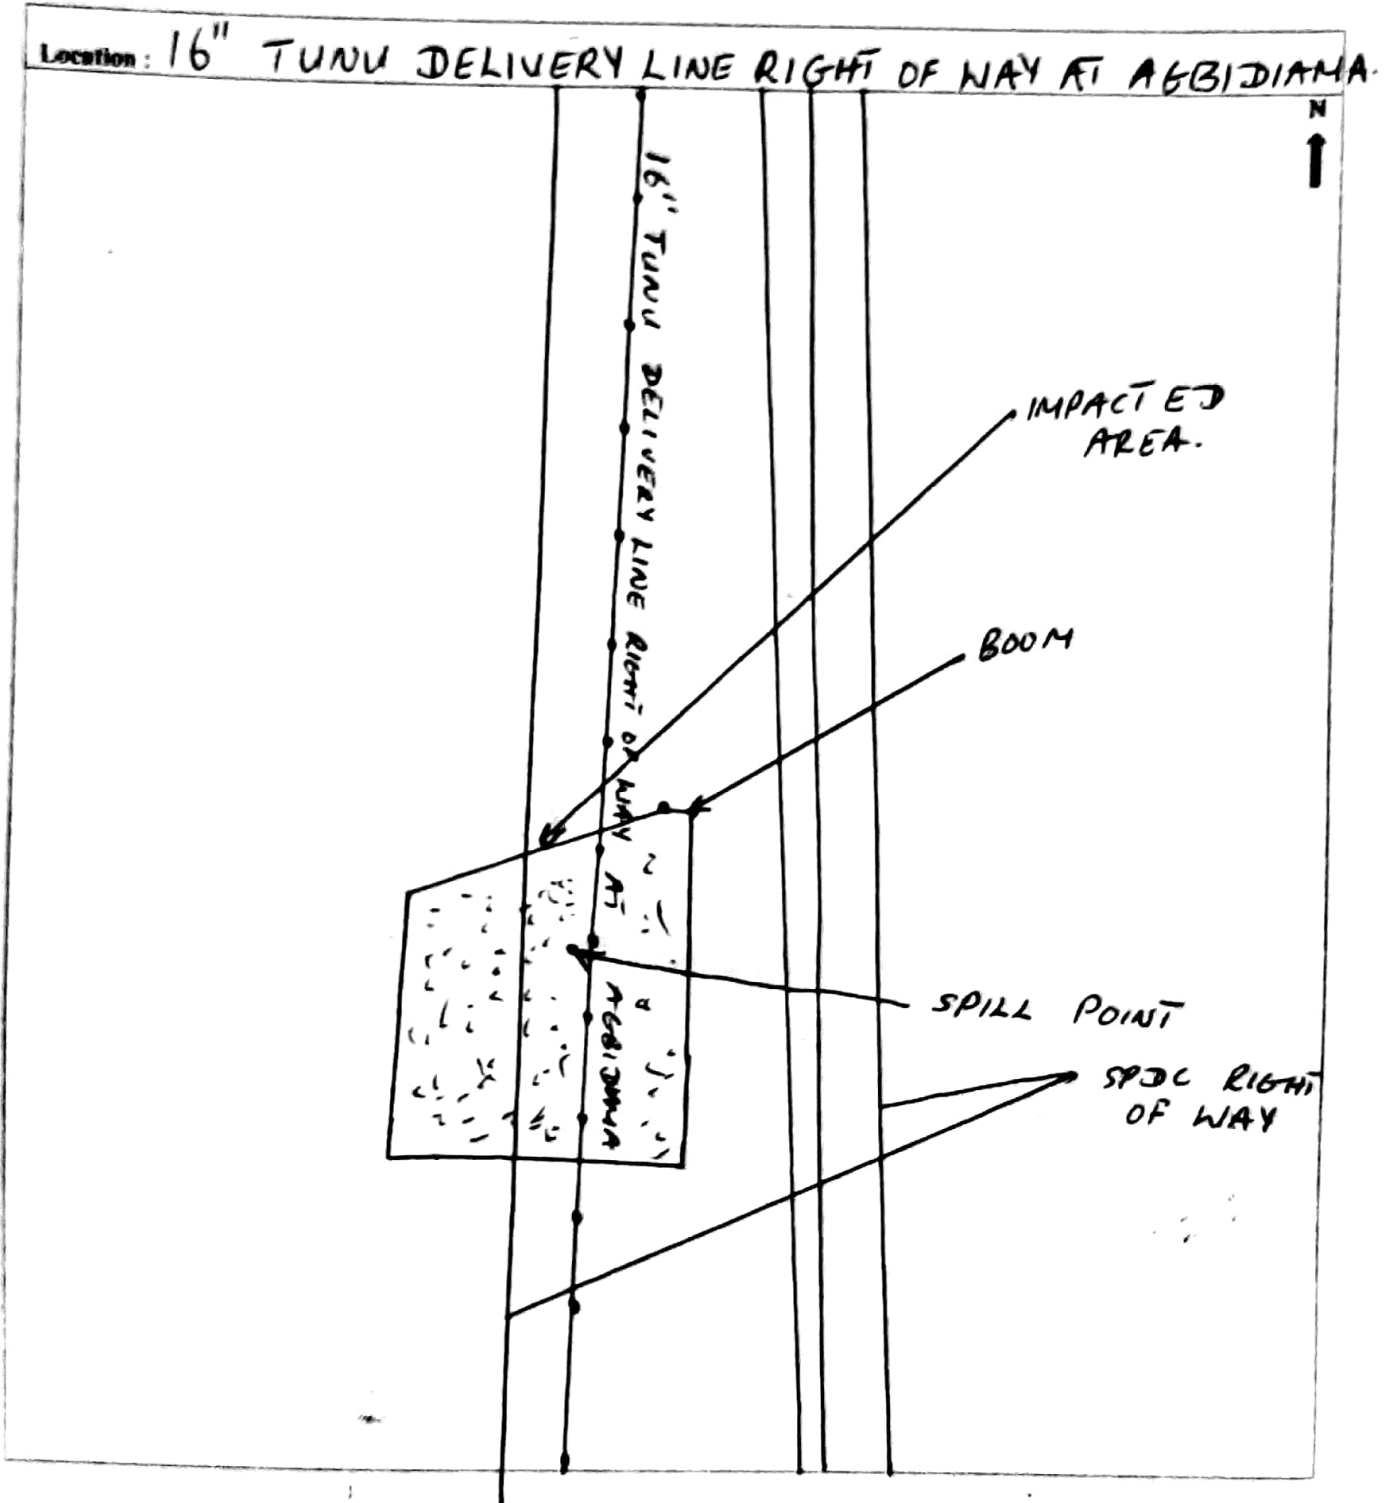 Location : 16" TUNU DELIVERY LINE RIGHT OF WAY AT AGBIDIAMA.
N
16" TUNU DELIVERY LINE RIGHT OF WAY AT AGBIDIAMA
IMPACTED
AREA.
BOOM
SPILL POINT
SPDC RIGHT
OF WAY